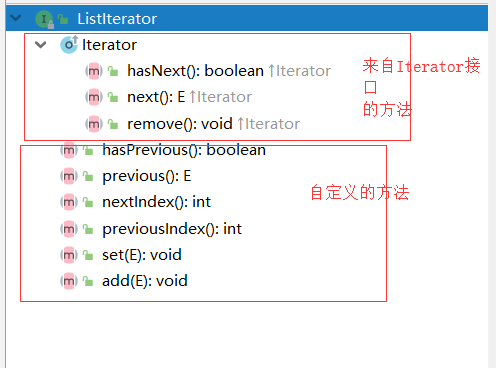 ListIterator
Iterator
hasNext(): boolean ↑Iterator
next(): E ↑Iterator
remove(): void ↑Iterator
来自Iterator接
口
的方法
hasPrevious(): boolean
previous(): E
nextIndex(): int
previousIndex(): int
set(E): void
add(E): void
自定义的方法